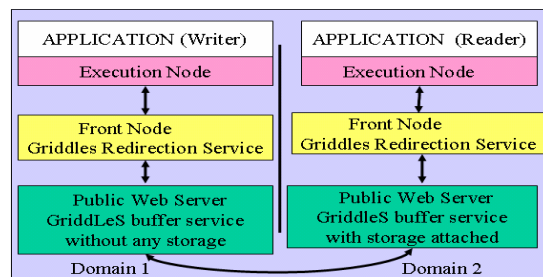 APPLICATION (Writer)
Execution Node
Front Node
Griddles Redirection Service
Public Web Server
GriddLeS buffer service
without any storage
Domain 1
APPLICATION (Reader)
Execution Node
Front Node
Griddles Redirection Service
Public Web Server
GriddleS buffer service
with storage attached
Domain 2